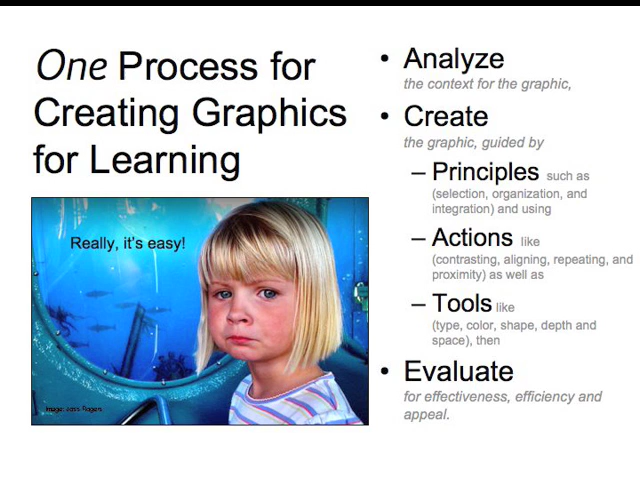 One Process for
Creating Graphics
for Learning
Really, it's easy!
• Analyze
the context for the graphic,
• Create
the graphic, guided by
– Principles such as
(selection, organization, and
integration) and using
– Actions like
(contrasting, aligning, repeating, and
proximity) as well as
– Tools like
(type, color, shape, depth and
space), then
• Evaluate
for effectiveness, efficiency and
appeal.